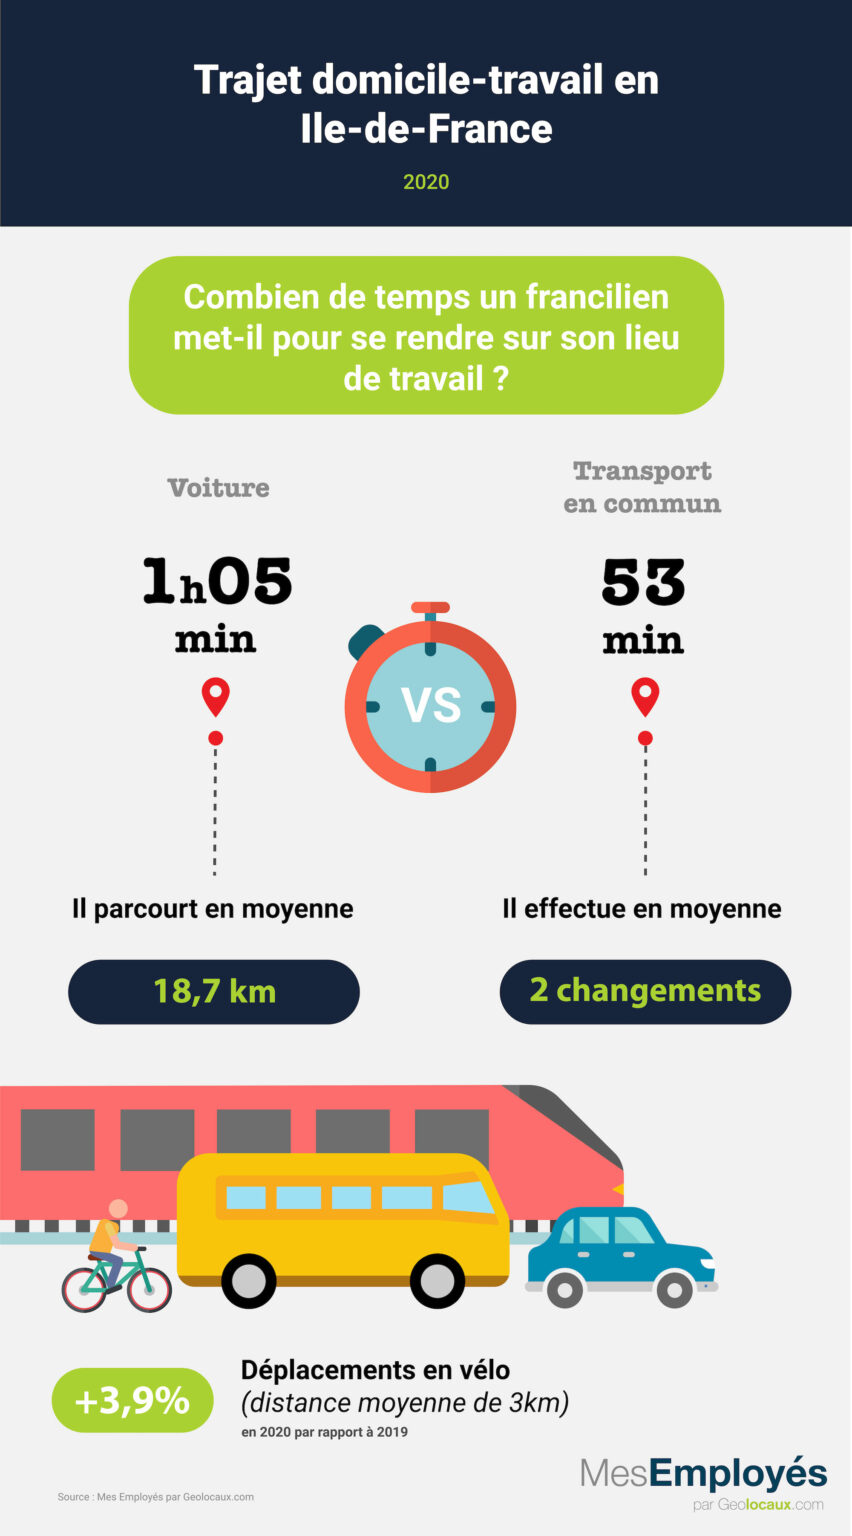 Trajet domicile-travail en
Ile-de-France
2020
Combien de temps un francilien
met-il pour se rendre sur son lieu
de travail ?
Voiture
1h05
min
Transport
en commun
53
min
VS
Il parcourt en moyenne
18,7 km
Il effectue en moyenne
2 changements
+3,9%
Déplacements en vélo
(distance moyenne de 3km)
en 2020 par rapport à 2019
MesEmployés
par Geolocaux.com
Source : Mes Employés par Geolocaux.com